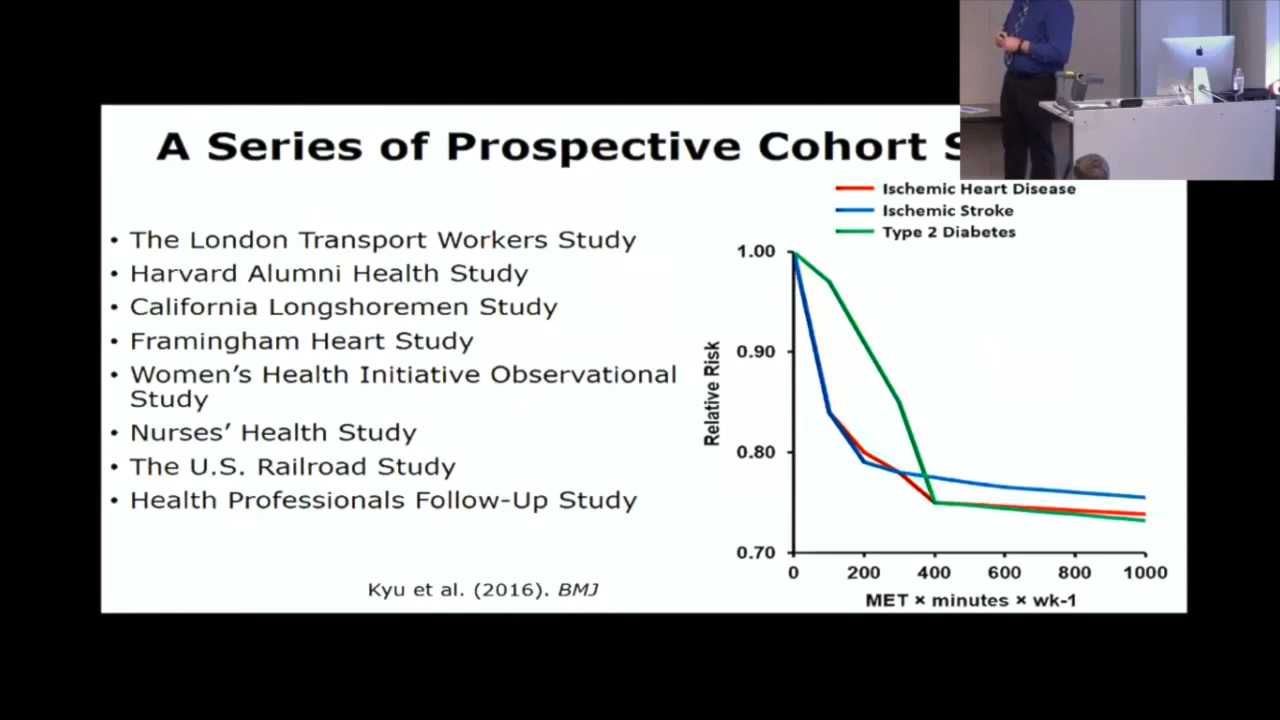 A Series of Prospective Cohort
• The London Transport Workers Study
• Harvard Alumni Health Study
• California Longshoremen Study
• Framingham Heart Study
• Women’s Health Initiative Observational
Study
• Nurses’ Health Study
• The U.S. Railroad Study
• Health Professionals Follow-Up Study
Kyu et al. (2016). BMJ
Ischemic Heart Disease
Ischemic Stroke
Type 2 Diabetes
Relative Risk
1.00
0.90
0.80
0.70
0 200 400 600 800 1000
MET × minutes × wk-1